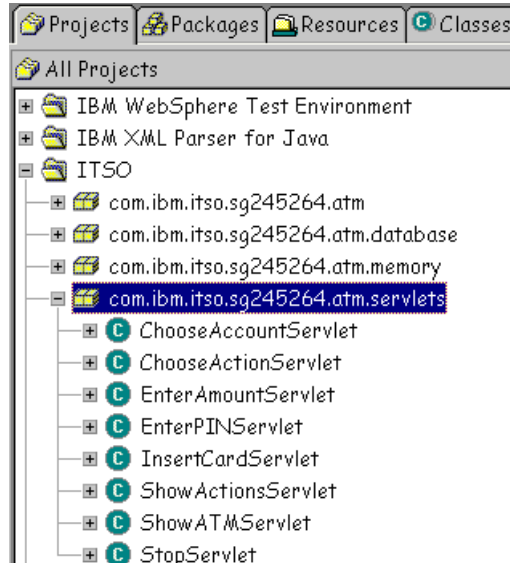 Projects Packages Resources Classes
All Projects
IBM WebSphere Test Environment
IBM XML Parser for Java
ITSO
com.ibm.itso.sg245264.atm
com.ibm.itso.sg245264.atm.database
com.ibm.itso.sg245264.atm.memory
com.ibm.itso.sg245264.atm.servlets
C ChooseAccountServlet
C ChooseActionServlet
C EnterAmountServlet
C EnterPINServlet
C InsertCardServlet
C ShowActionsServlet
C ShowATMServlet
C StopServlet